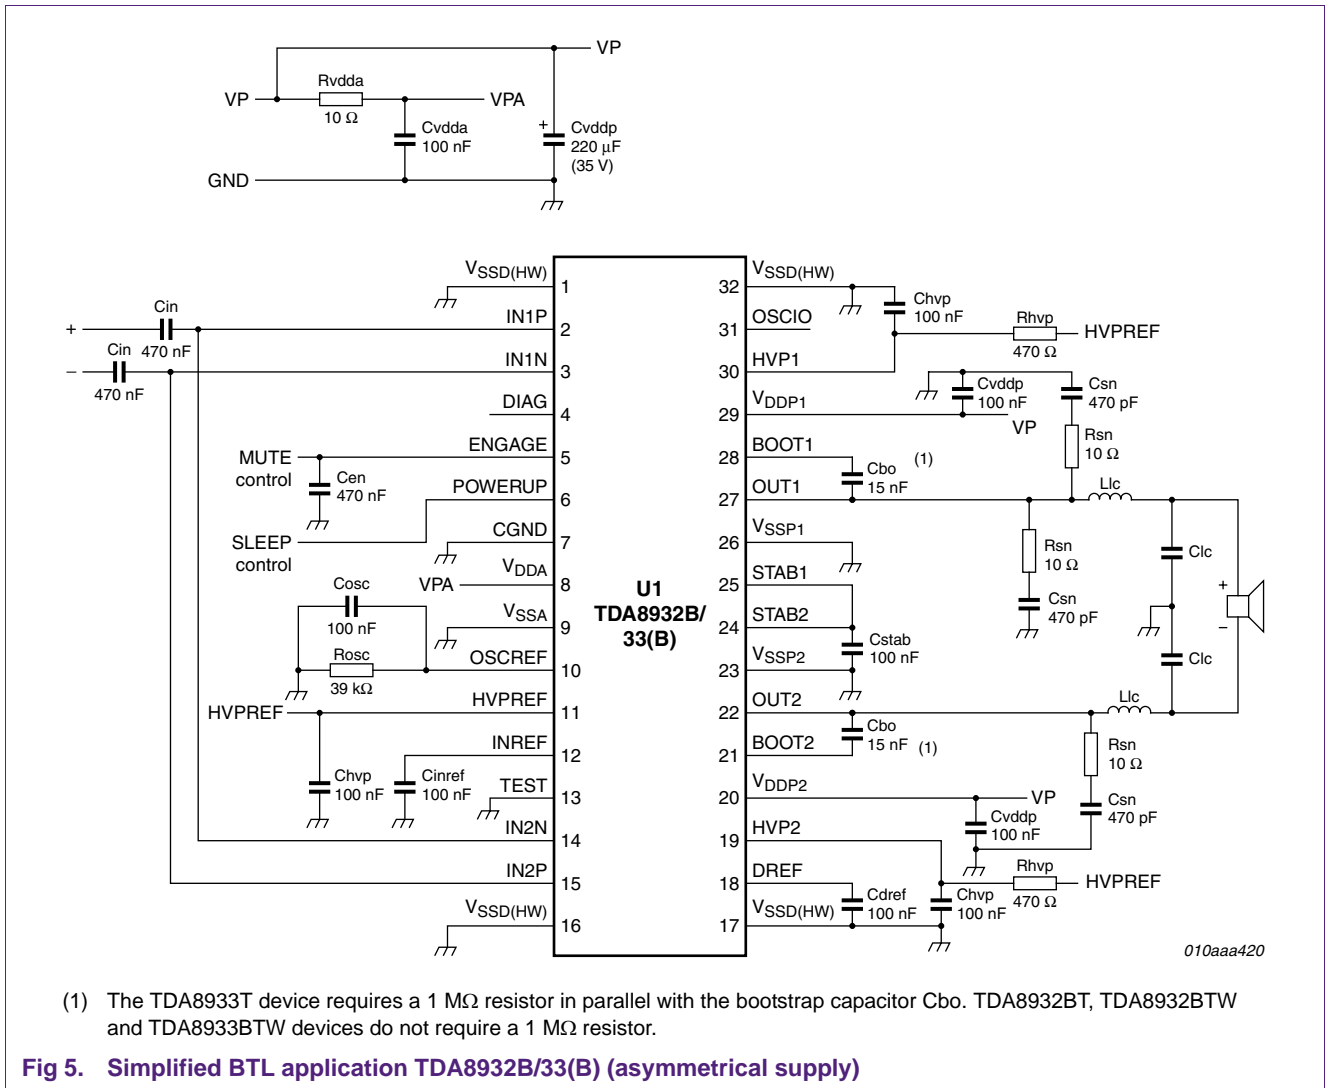 VP
Rvdda
VP
VPA
10 Ω
Cvdda
100 nF
+
Cvddp
220 μF
(35 V)
GND
VSSD(HW)
1
32
VSSD(HW)
Cin
+
470 nF
IN1P
2
31
OSCIO
Chvp
100 nF
Rhvp
HVPREF
470 Ω
Cin
−
470 nF
IN1N
3
30
HVP1
DIAG
4
29
VDDP1
Cvddp
100 nF
VP
Csn
470 pF
Rsn
10 Ω
MUTE
control
ENGAGE
5
28
BOOT1
Cbo
15 nF
(1)
Cen
470 nF
POWERUP
6
27
OUT1
Llc
SLEEP
control
CGND
7
26
VSSP1
Rsn
10 Ω
Clc
VPA
VDDA
8
25
STAB1
U1
TDA8932B/
33(B)
Csn
470 pF
+
−
Cosc
100 nF
VSSA
9
24
STAB2
Cstab
100 nF
Rosc
39 kΩ
OSCREF
10
23
VSSP2
Clc
HVPREF
HVPREF
11
22
OUT2
Llc
INREF
12
21
BOOT2
Cbo
15 nF
(1)
Rsn
10 Ω
Chvp
100 nF
Cinref
100 nF
TEST
13
20
VDDP2
VP
Cvddp
100 nF
Csn
470 pF
IN2N
14
19
HVP2
IN2P
15
18
DREF
Rhvp
470 Ω
HVPREF
VSSD(HW)
16
17
VSSD(HW)
Cdref
100 nF
Chvp
100 nF
010aaa420
(1) The TDA8933T device requires a 1 MΩ resistor in parallel with the bootstrap capacitor Cbo. TDA8932BT, TDA8932BTW
and TDA8933BTW devices do not require a 1 MΩ resistor.
Fig 5. Simplified BTL application TDA8932B/33(B) (asymmetrical supply)